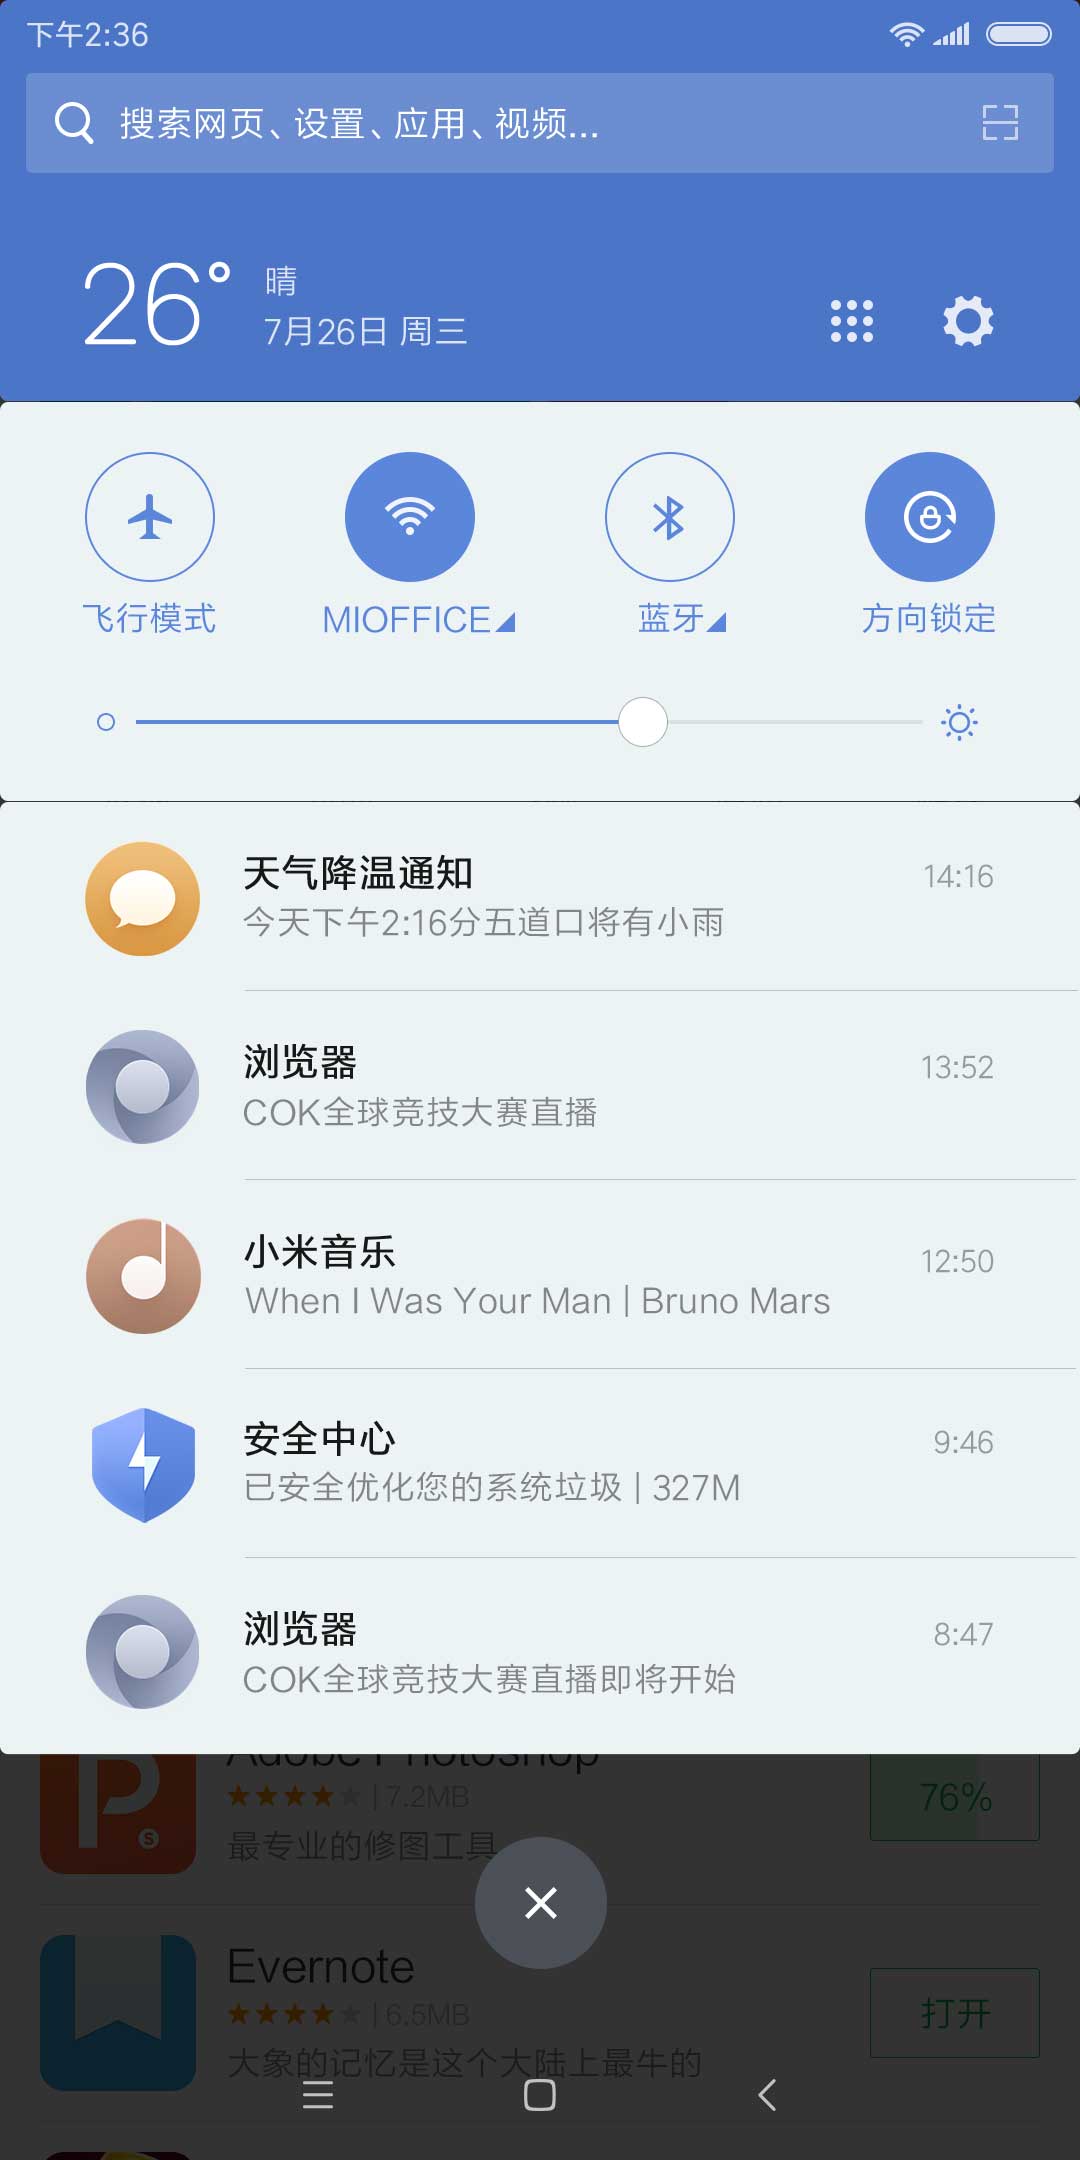 下午2:36
搜索网页、设置、应用、视频...
26°
晴
7月26日 周三
飞行模式
MIOFFICE
蓝牙
方向锁定
天气降温通知
14:16
今天下午2:16分五道口将有小雨
浏览器
13:52
COK全球竞技大赛直播
小米音乐
12:50
When I Was Your Man | Bruno Mars
安全中心
9:46
已安全优化您的系统垃圾 | 327M
浏览器
8:47
COK全球竞技大赛直播即将开始
Adobe Photoshop
| 7.2MB
76%
最专业的修图工具
Evernote
| 6.5MB
打开
大象的记忆是这个大陆上最牛的